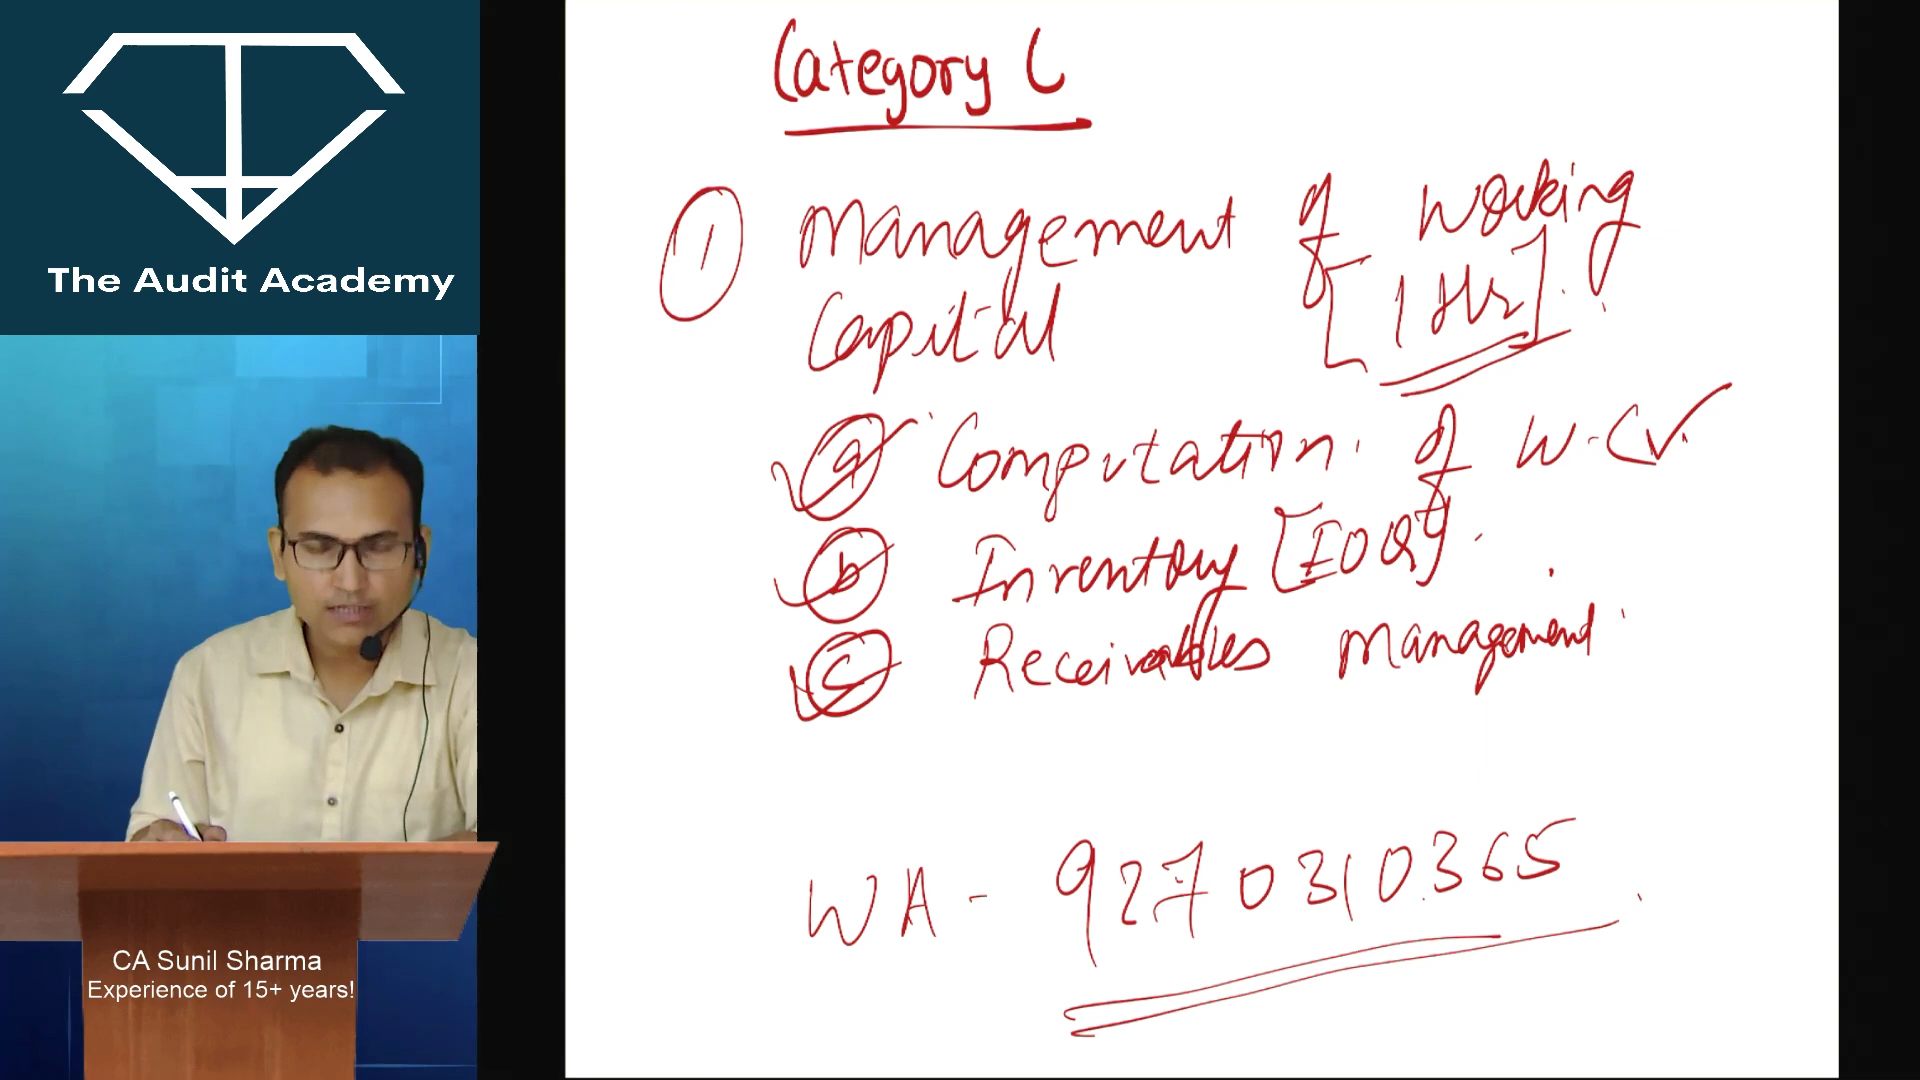 The Audit Academy
CA Sunil Sharma
Experience of 15+ years!
Category C
1 Management of Working
Capital [1 Hr].
a Computation of W.C.
b Inventory [EOQ].
c Receivables Management.
WA - 9270310365